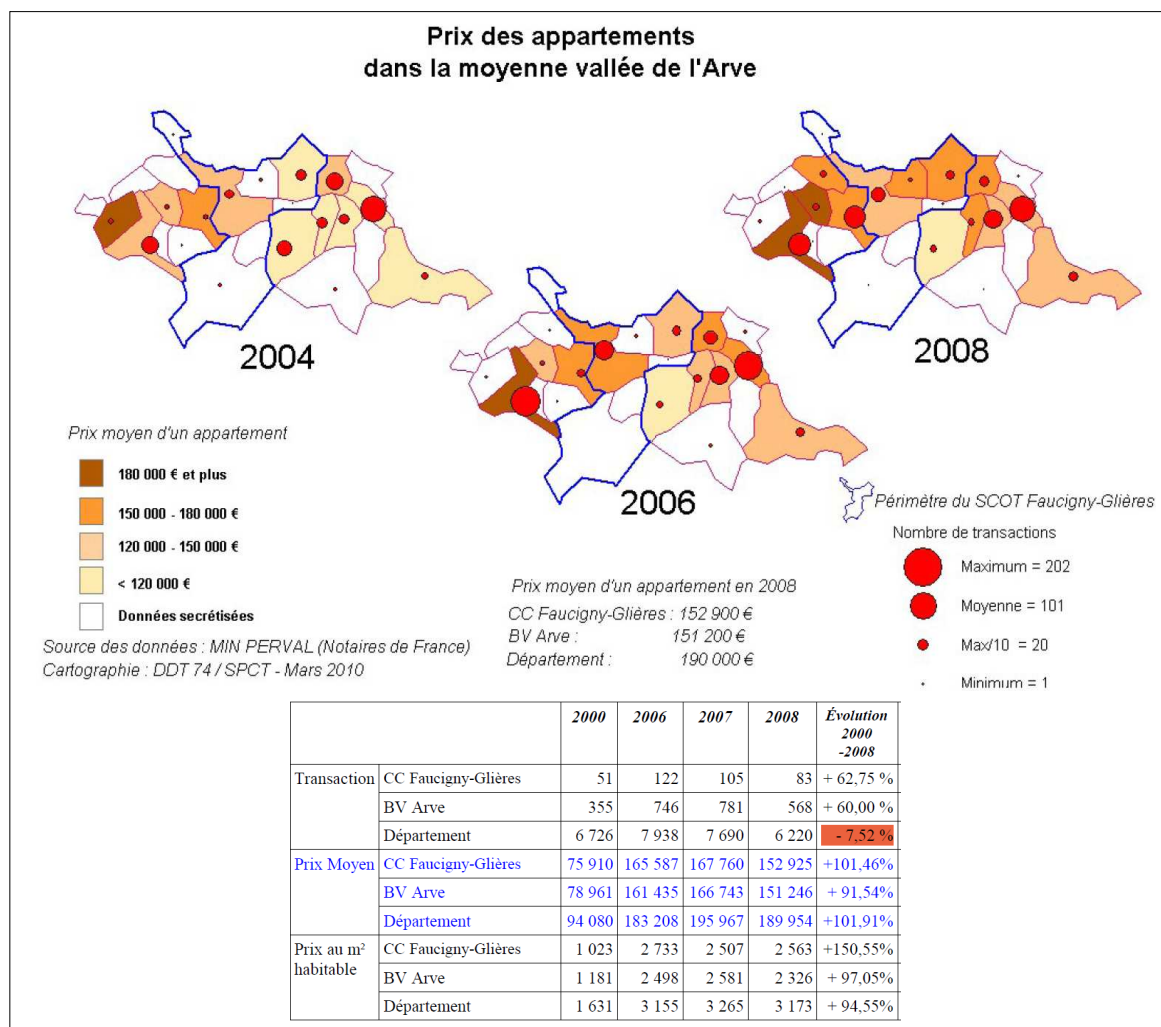 Prix des appartements
dans la moyenne vallée de l'Arve
2004
2008
2006
Prix moyen d'un appartement
180 000 € et plus
150 000 - 180 000 €
120 000 - 150 000 €
< 120 000 €
Données secrétisées
Source des données : MIN PERVAL (Notaires de France)
Cartographie : DDT 74 / SPCT - Mars 2010
Prix moyen d'un appartement en 2008
CC Faucigny-Glières : 152 900 €
BV Arve : 151 200 €
Département : 190 000 €
Périmètre du SCOT Faucigny-Glières
Nombre de transactions
Maximum = 202
Moyenne = 101
Max/10 = 20
Minimum = 1
2000 2006 2007 2008 Évolution
2000
-2008
Transaction CC Faucigny-Glières 51 122 105 83 + 62,75 %
BV Arve 355 746 781 568 + 60,00 %
Département 6 726 7 938 7 690 6 220 - 7,52 %
Prix Moyen CC Faucigny-Glières 75 910 165 587 167 760 152 925 +101,46%
BV Arve 78 961 161 435 166 743 151 246 + 91,54%
Département 94 080 183 208 195 967 189 954 +101,91%
Prix au m² CC Faucigny-Glières 1 023 2 733 2 507 2 563 +150,55%
habitable BV Arve 1 181 2 498 2 581 2 326 + 97,05%
Département 1 631 3 155 3 265 3 173 + 94,55%